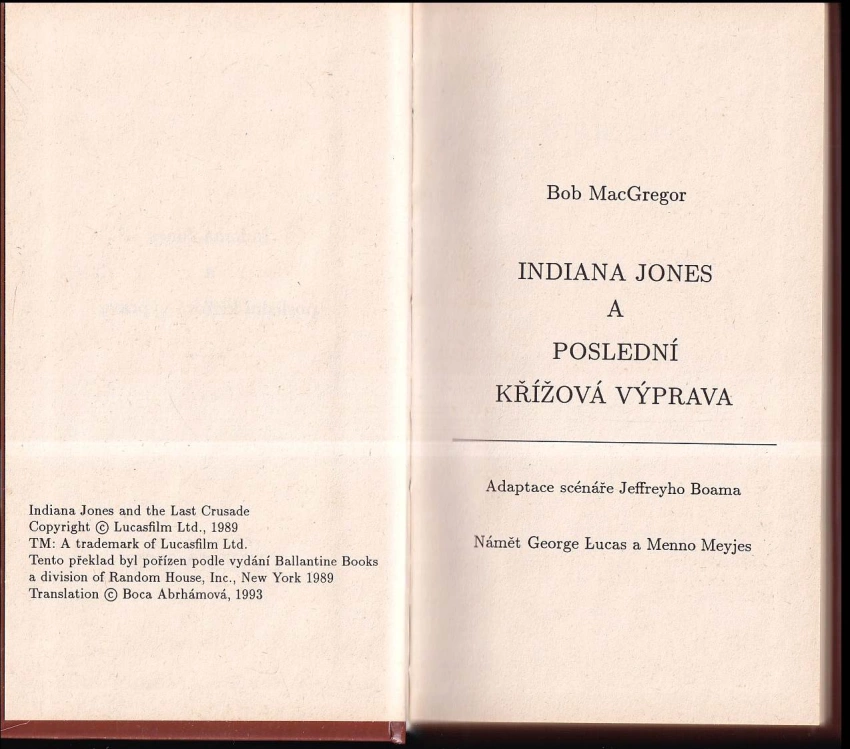 Indiana Jones and the Last Crusade
Copyright © Lucasfilm Ltd., 1989
TM: A trademark of Lucasfilm Ltd.
Tento překlad byl pořízen podle vydání Ballantine Books
a division of Random House, Inc., New York 1989
Translation © Boca Abrhámová, 1993
Bob MacGregor
INDIANA JONES
A
POSLEDNÍ
KŘÍŽOVÁ VÝPRAVA
Adaptace scénáře Jeffreyho Boama
Námět George Łucas a Menno Meyjes